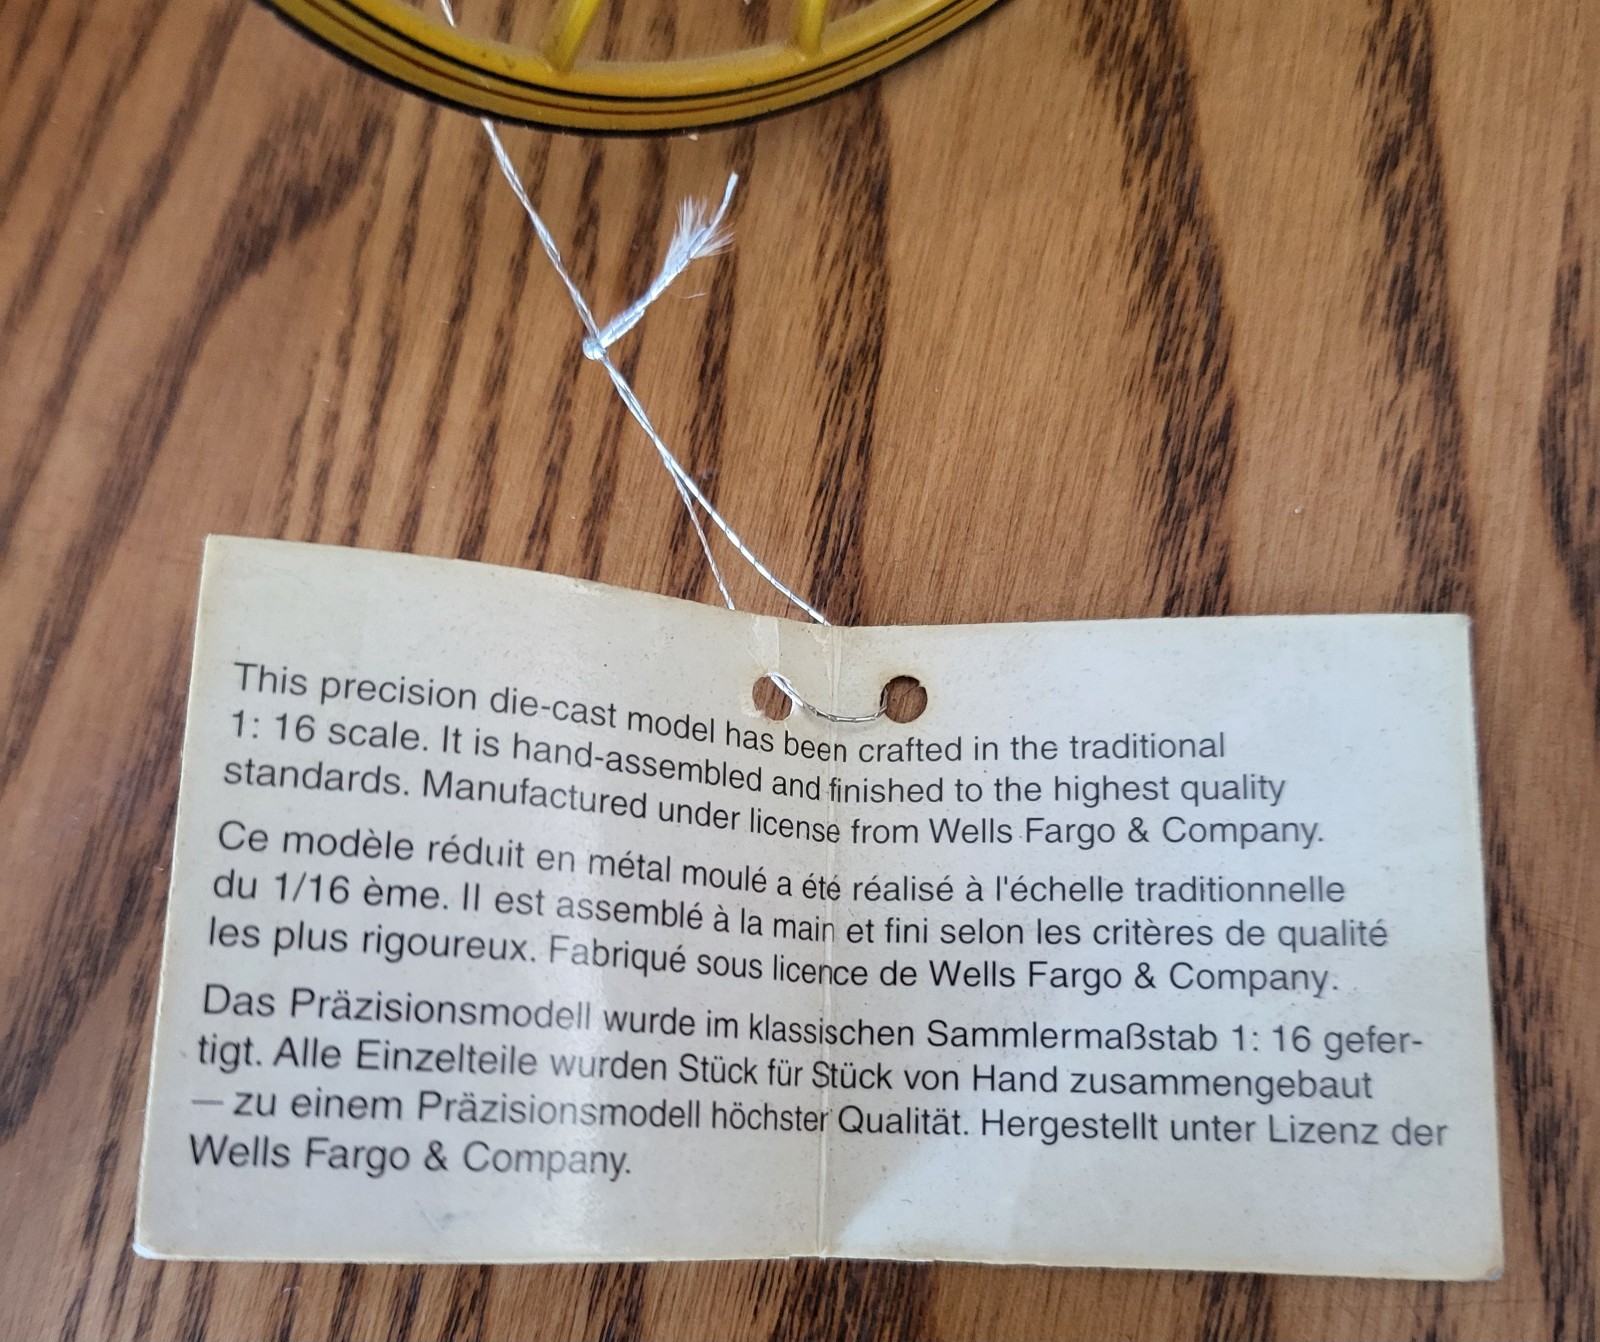 This precision die-cast model has been crafted in the traditional
1: 16 scale. It is hand-assembled and finished to the highest quality
standards. Manufactured under license from Wells Fargo & Company.
Ce modèle réduit en métal moulé a été réalisé à l'échelle traditionnelle
du 1/16 ème. Il est assemblé à la main et fini selon les critères de qualité
les plus rigoureux. Fabriqué sous licence de Wells Fargo & Company.
Das Präzisionsmodell wurde im klassischen Sammlermaßstab 1: 16 gefer-
tigt. Alle Einzelteile wurden Stück für Stück von Hand zusammengebaut
— zu einem Präzisionsmodell höchster Qualität. Hergestellt unter Lizenz der
Wells Fargo & Company.